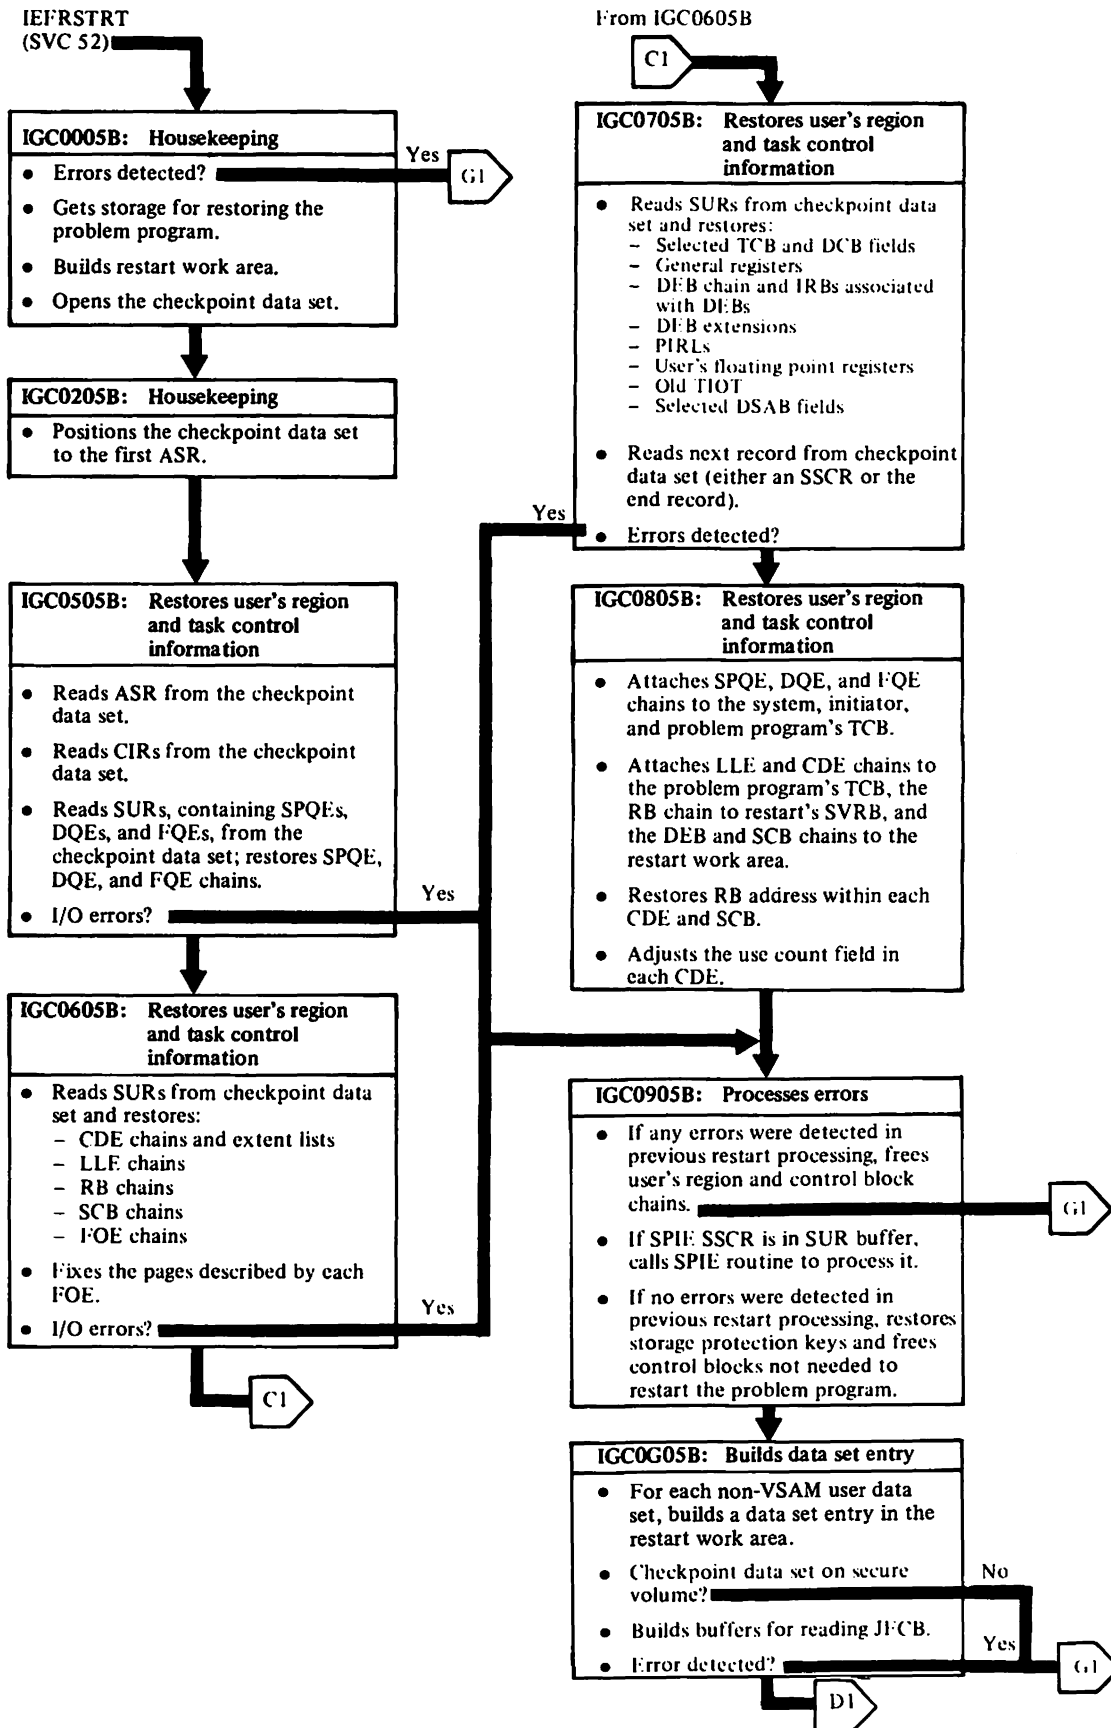 IEFRSTRT
(SVC 52)
IGC0005B: Housekeeping
• Errors detected?
Yes
G1
• Gets storage for restoring the
problem program.
• Builds restart work area.
• Opens the checkpoint data set.
IGC0205B: Housekeeping
• Positions the checkpoint data set
to the first ASR.
IGC0505B: Restores user's region
and task control
information
• Reads ASR from the checkpoint
data set.
• Reads CIRs from the checkpoint
data set.
• Reads SURs, containing SPQEs,
DQEs, and FQEs, from the
checkpoint data set; restores SPQE,
DQE, and FQE chains.
• I/O errors?
Yes
IGC0605B: Restores user's region
and task control
information
• Reads SURs from checkpoint data
set and restores:
– CDE chains and extent lists
– LLE chains
– RB chains
– SCB chains
– FOE chains
• Fixes the pages described by each
FOE.
• I/O errors?
Yes
C1
From IGC0605B
C1
IGC0705B: Restores user's region
and task control
information
• Reads SURs from checkpoint data
set and restores:
– Selected TCB and DCB fields
– General registers
– DEB chain and IRBs associated
with DEBs
– DEB extensions
– PIRLs
– User's floating point registers
– Old TIOT
– Selected DSAB fields
• Reads next record from checkpoint
data set (either an SSCR or the
end record).
Yes
• Errors detected?
IGC0805B: Restores user's region
and task control
information
• Attaches SPQE, DQE, and FQE
chains to the system, initiator,
and problem program's TCB.
• Attaches LLE and CDE chains to
the problem program's TCB, the
RB chain to restart's SVRB, and
the DEB and SCB chains to the
restart work area.
• Restores RB address within each
CDE and SCB.
• Adjusts the use count field in
each CDE.
IGC0905B: Processes errors
• If any errors were detected in
previous restart processing, frees
user's region and control block
chains.
G1
• If SPIE SSCR is in SUR buffer,
calls SPIE routine to process it.
• If no errors were detected in
previous restart processing, restores
storage protection keys and frees
control blocks not needed to
restart the problem program.
IGC0G05B: Builds data set entry
• For each non-VSAM user data
set, builds a data set entry in the
restart work area.
• Checkpoint data set on secure
volume?
No
• Builds buffers for reading JFCB.
• Error detected?
Yes
G1
D1